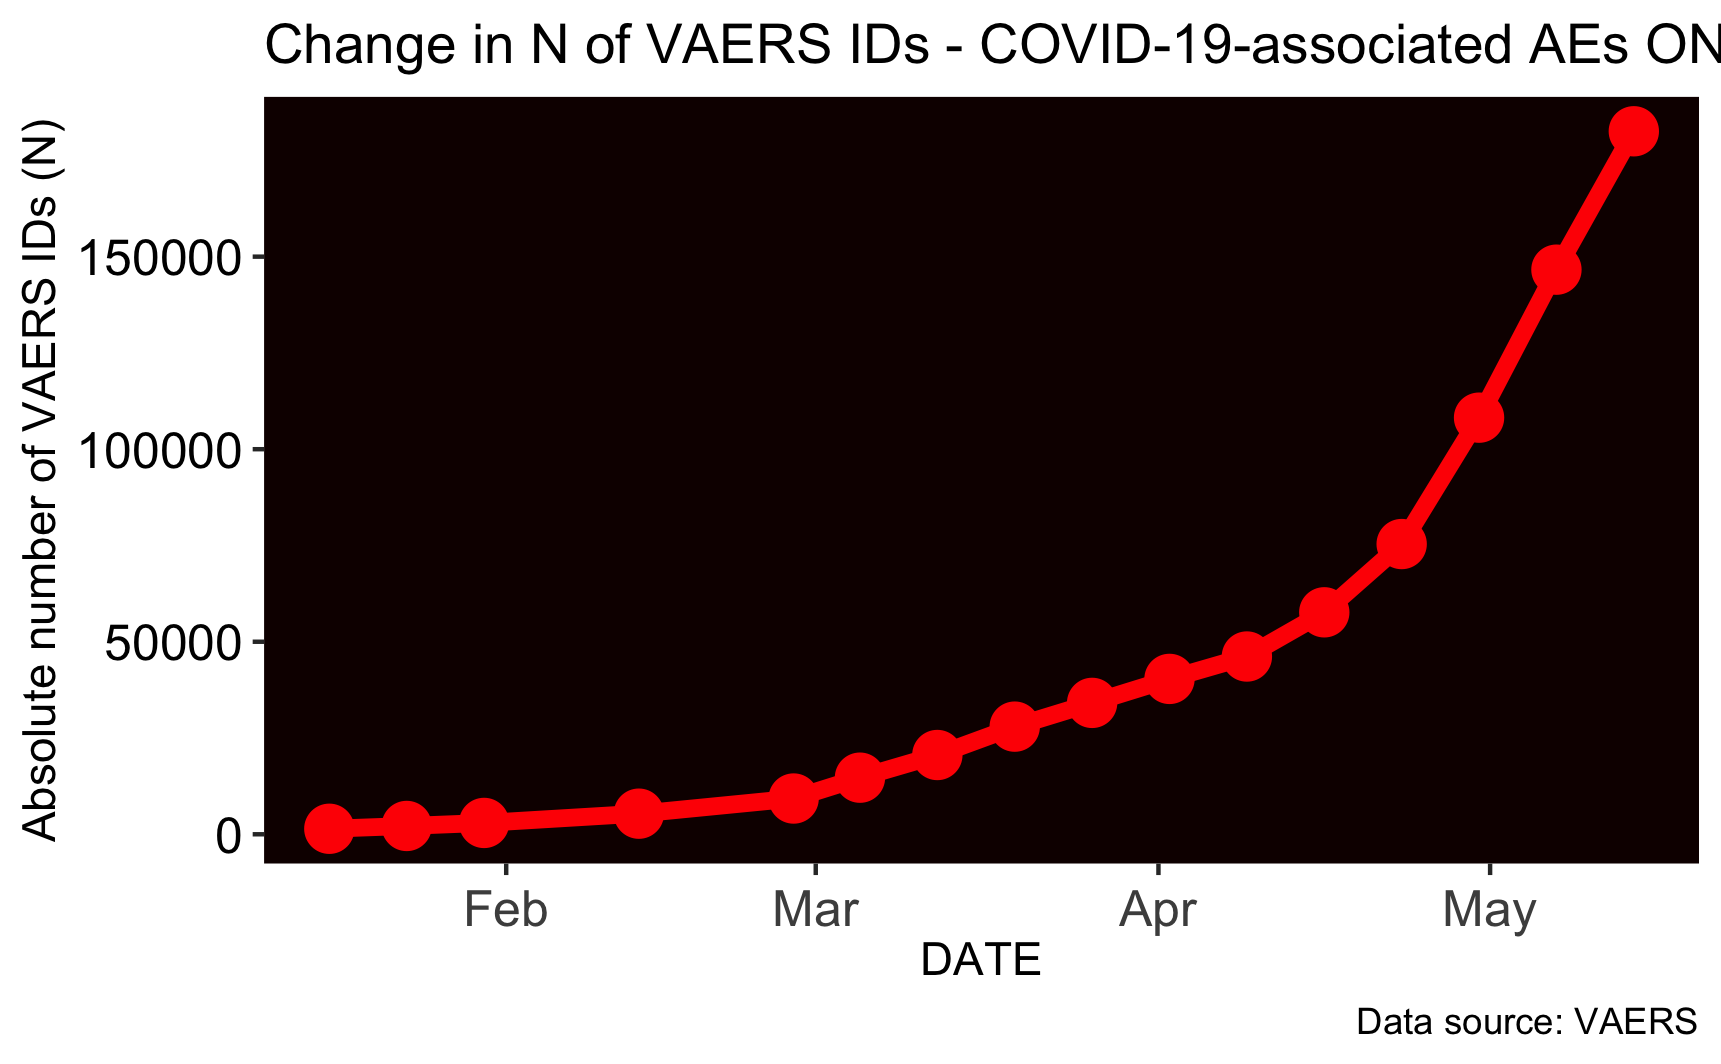 Change in N of VAERS IDs - COVID-19-associated AEs ON
Absolute number of VAERS IDs (N)
150000
100000
50000
0
Feb Mar Apr May
DATE
Data source: VAERS